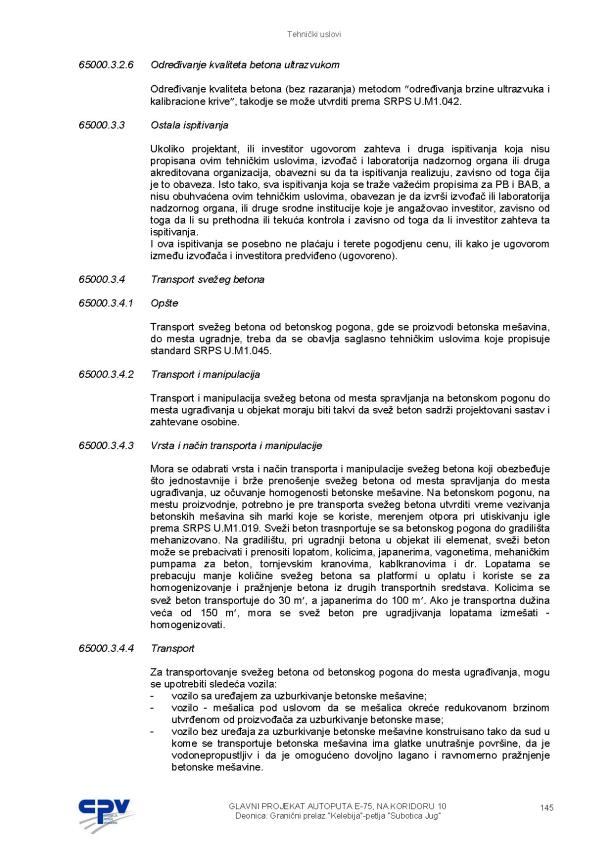 Tehnički uslovi
65000.3.2.6 Određivanje kvaliteta betona ultrazvukom
Određivanje kvaliteta betona (bez razaranja) metodom "određivanja brzine ultrazvuka i
kalibracione krive", takodje se može utvrditi prema SRPS U.M1.042.
65000.3.3 Ostala ispitivanja
Ukoliko projektant, ili investitor ugovorom zahteva i druga ispitivanja koja nisu
propisana ovim tehničkim uslovima, izvođač i laboratorija nadzornog organa ili druga
akreditovana organizacija, obavezni su da ta ispitivanja realizuju, zavisno od toga čija
je to obaveza. Isto tako, sva ispitivanja koja se traže važećim propisima za PB i BAB, a
nisu obuhvaćena ovim tehničkim uslovima, obavezan je da izvrši izvođač ili laboratorija
nadzornog organa, ili druge srodne institucije koje je angažovao investitor, zavisno od
toga da li su prethodna ili tekuća kontrola i zavisno od toga da li investitor zahteva ta
ispitivanja.
I ova ispitivanja se posebno ne plaćaju i terete pogodjenu cenu, ili kako je ugovorom
između izvođača i investitora predviđeno (ugovoreno).
65000.3.4 Transport svežeg betona
65000.3.4.1 Opšte
Transport svežeg betona od betonskog pogona, gde se proizvodi betonska mešavina,
do mesta ugradnje, treba da se obavlja saglasno tehničkim uslovima koje propisuje
standard SRPS U.M1.045.
65000.3.4.2 Transport i manipulacija
Transport i manipulacija svežeg betona od mesta spravljanja na betonskom pogonu do
mesta ugrađivanja u objekat moraju biti takvi da svež beton sadrži projektovani sastav i
zahtevane osobine.
65000.3.4.3 Vrsta i način transporta i manipulacije
Mora se odabrati vrsta i način transporta i manipulacije svežeg betona koji obezbeđuje
što jednostavnije i brže prenošenje svežeg betona od mesta spravljanja do mesta
ugrađivanja, uz očuvanje homogenosti betonske mešavine. Na betonskom pogonu, na
mestu proizvodnje, potrebno je pre transporta svežeg betona utvrditi vreme vezivanja
betonskih mešavina sih marki koje se koriste, merenjem otpora pri utiskivanju igle
prema SRPS U.M1.019. Sveži beton trasnportuje se sa betonskog pogona do gradilišta
mehanizovano. Na gradilištu, pri ugradnji betona u objekat ili elemenat, sveži beton
može se prebacivati i prenositi lopatom, kolicima, japanerima, vagonetima, mehaničkim
pumpama za beton, tornjevskim kranovima, kablkranovima i dr. Lopatama se
prebacuju manje količine svežeg betona sa platformi u oplatu i koriste se za
homogenizovanje i pražnjenje betona iz drugih transportnih sredstava. Kolicima se
svež beton transportuje do 30 m', a japanerima do 100 m'. Ako je transportna dužina
veća od 150 m', mora se svež beton pre ugradjivanja lopatama izmešati -
homogenizovati.
65000.3.4.4 Transport
Za transportovanje svežeg betona od betonskog pogona do mesta ugrađivanja, mogu
se upotrebiti sledeća vozila:
- vozilo sa uređajem za uzburkivanje betonske mešavine;
- vozilo - mešalica pod uslovom da se mešalica okreće redukovanom brzinom
utvrđenom od proizvođača za uzburkivanje betonske mase;
- vozilo bez uređaja za uzburkivanje betonske mešavine konstruisano tako da sud u
kome se transportuje betonska mešavina ima glatke unutrašnje površine, da je
vodonepropustljiv i da je omogućeno dovoljno lagano i ravnomerno pražnjenje
betonske mešavine.
CPV
GLAVNI PROJEKAT AUTOPUTA E-75, NA KORIDORU 10 145
Deonica: Granični prelaz "Kelebija"-petlja "Subotica Jug"